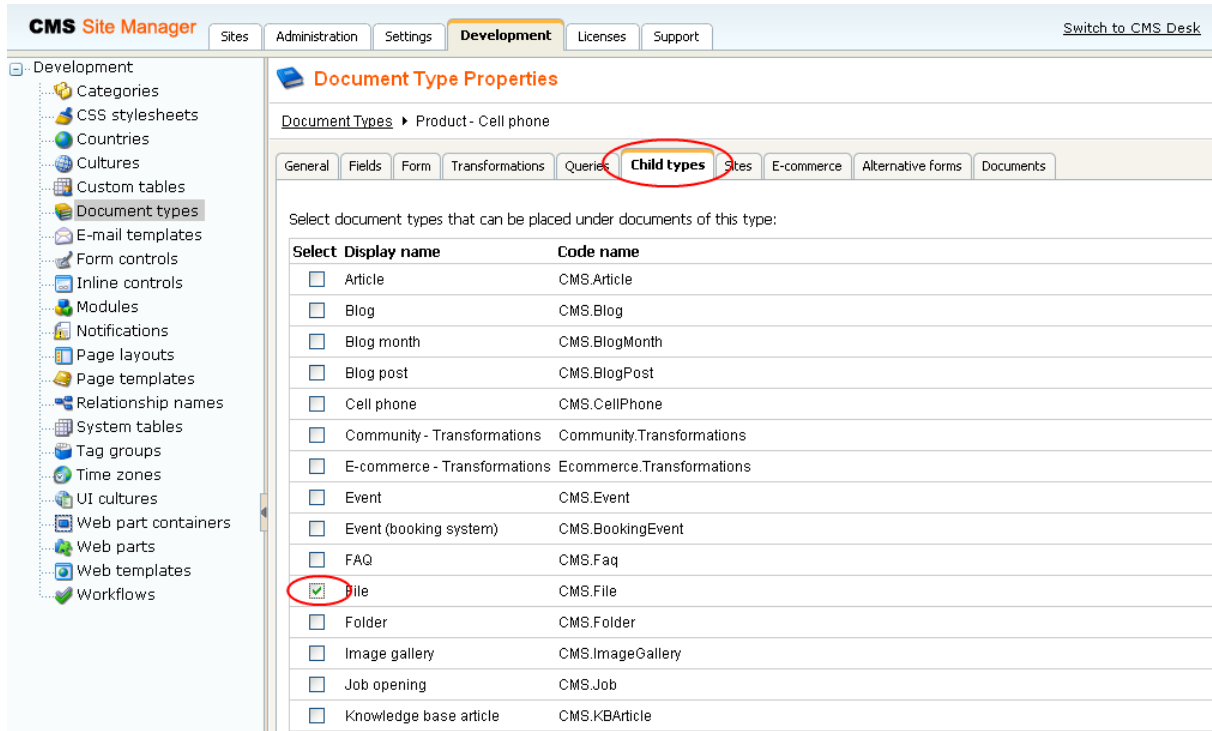 CMS Site Manager
Sites Administration Settings Development Licenses Support
Switch to CMS Desk
Development
Categories
CSS stylesheets
Countries
Cultures
Custom tables
Document types
E-mail templates
Form controls
Inline controls
Modules
Notifications
Page layouts
Page templates
Relationship names
System tables
Tag groups
Time zones
UI cultures
Web part containers
Web parts
Web templates
Workflows
Document Type Properties
Document Types Product - Cell phone
General Fields Form Transformations Queries Child types Sites E-commerce Alternative forms Documents
Select document types that can be placed under documents of this type:
Select Display name Code name
Article CMS.Article
Blog CMS.Blog
Blog month CMS.BlogMonth
Blog post CMS.BlogPost
Cell phone CMS.CellPhone
Community - Transformations Community.Transformations
E-commerce - Transformations Ecommerce.Transformations
Event CMS.Event
Event (booking system) CMS.BookingEvent
FAQ CMS.Faq
File CMS.File
Folder CMS.Folder
Image gallery CMS.ImageGallery
Job opening CMS.Job
Knowledge base article CMS.KBArticle